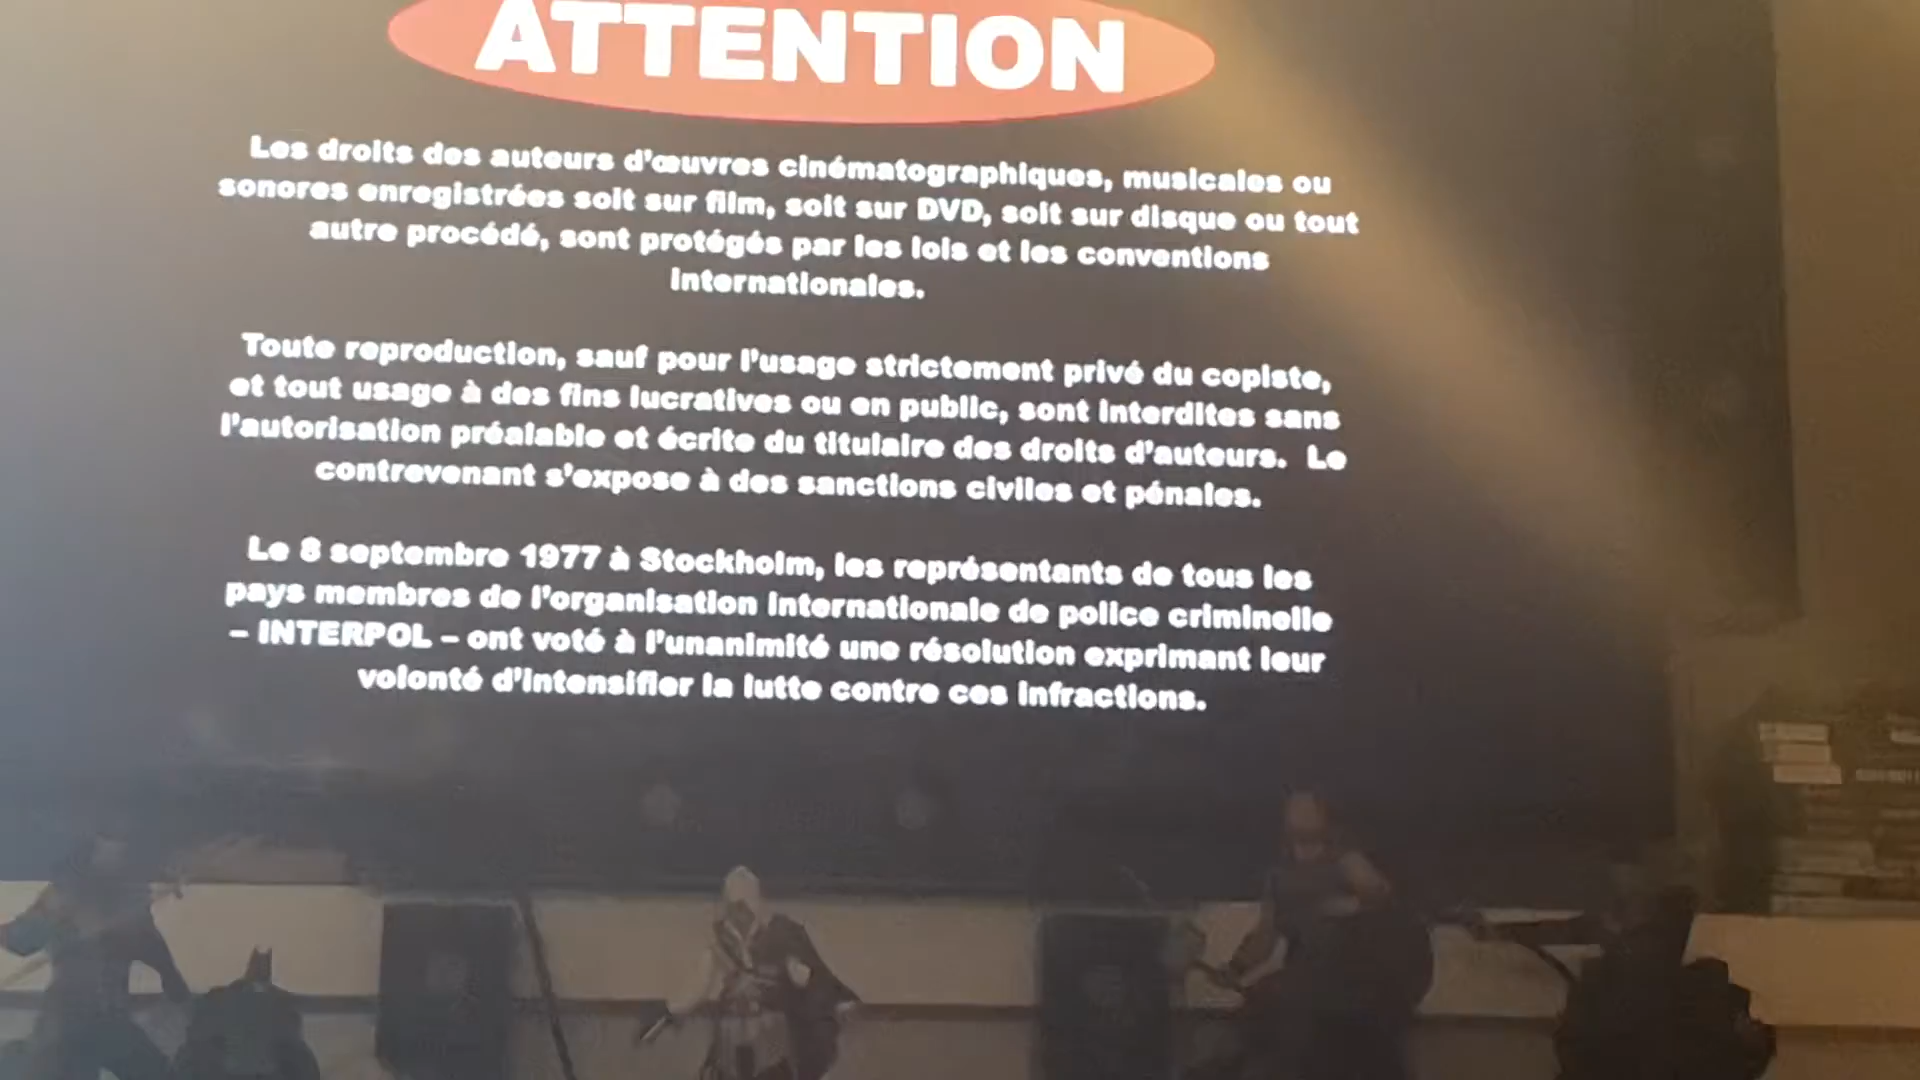 ATTENTION
Les droits des auteurs d'œuvres cinématographiques, musicales ou
sonores enregistrées soit sur film, soit sur DVD, soit sur disque ou tout
autre procédé, sont protégés par les lois et les conventions
internationales.
Toute reproduction, sauf pour l'usage strictement privé du copiste,
et tout usage à des fins lucratives ou en public, sont interdites sans
l'autorisation préalable et écrite du titulaire des droits d'auteurs. Le
contrevenant s'expose à des sanctions civiles et pénales.
Le 8 septembre 1977 à Stockholm, les représentants de tous les
pays membres de l'organisation internationale de police criminelle
– INTERPOL – ont voté à l'unanimité une résolution exprimant leur
volonté d'intensifier la lutte contre ces infractions.